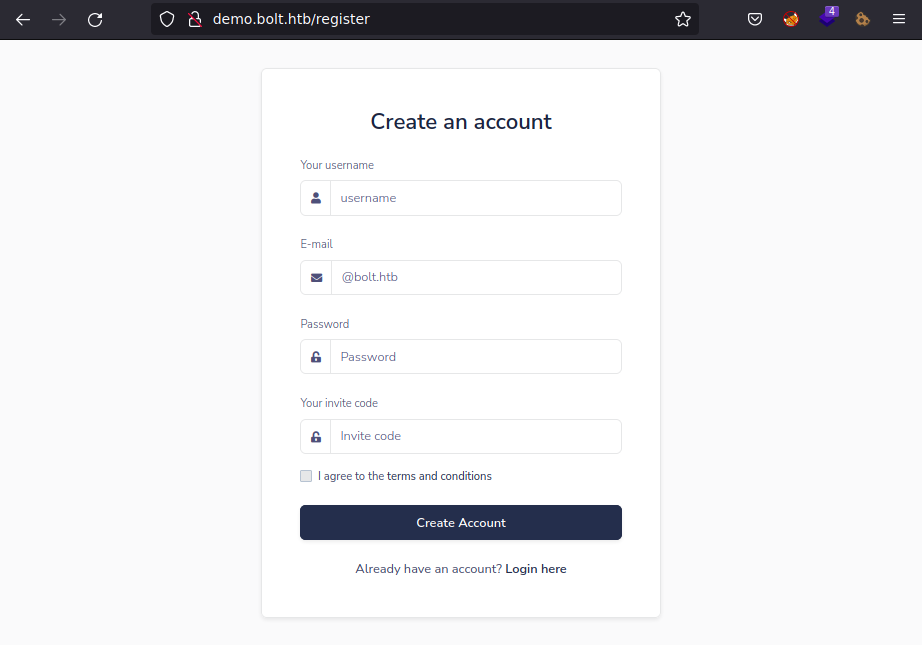 demo.bolt.htb/register
4
Create an account
Your username
username
E-mail
@bolt.htb
Password
Password
Your invite code
Invite code
I agree to the terms and conditions
Create Account
Already have an account? Login here